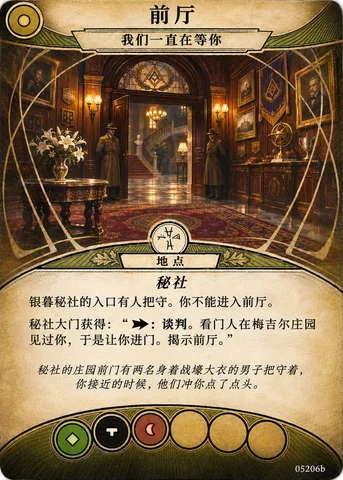 前厅
我们一直在等你
地点
秘社
银暮秘社的入口有人把守。你不能进入前厅。
秘社大门获得：“➡：谈判。看门人在梅吉尔庄园
见过你，于是让你进门。揭示前厅。”
秘社的庄园前门有两名身着战壕大衣的男子把守着，
你接近的时候，他们冲你点了点头。
05206b